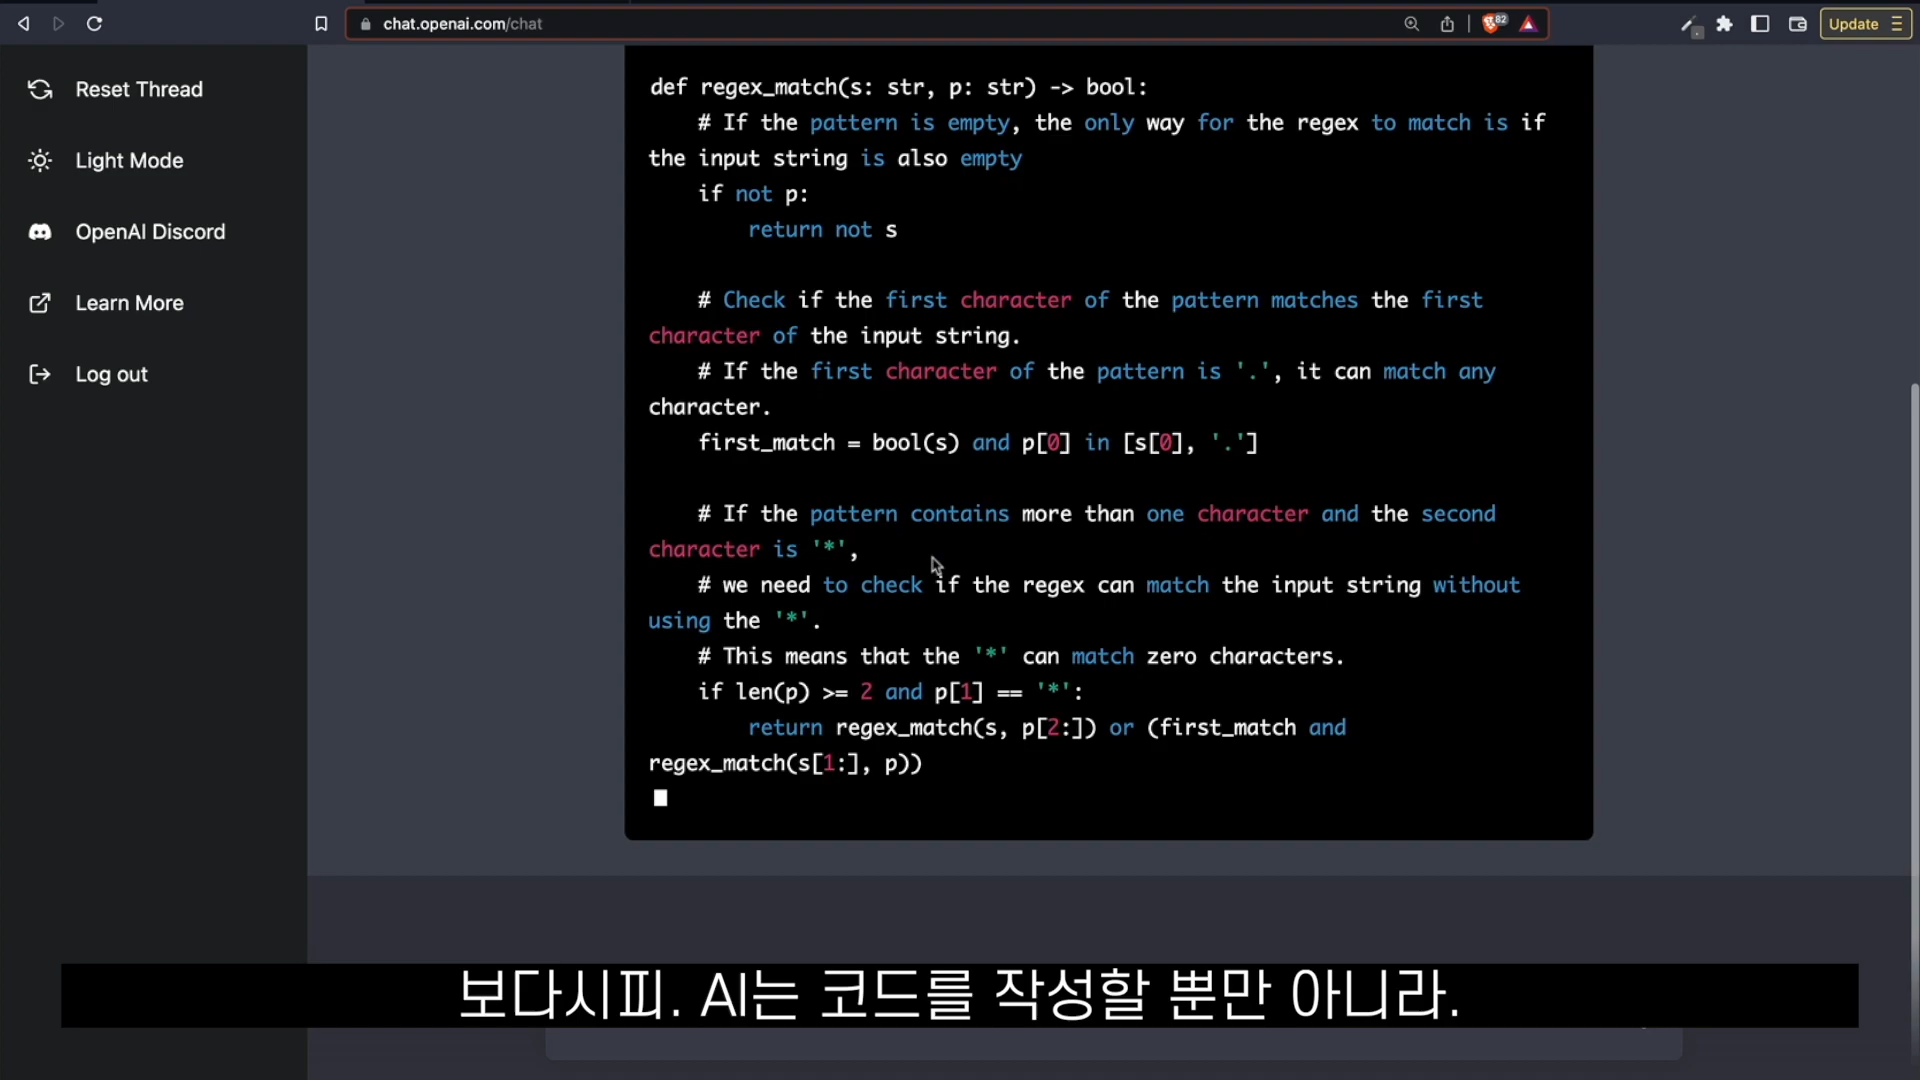 chat.openai.com/chat
82
Update
Reset Thread
Light Mode
OpenAI Discord
Learn More
Log out
def regex_match(s: str, p: str) -> bool:
# If the pattern is empty, the only way for the regex to match is if
the input string is also empty
if not p:
return not s
# Check if the first character of the pattern matches the first
character of the input string.
# If the first character of the pattern is '.', it can match any
character.
first_match = bool(s) and p[0] in [s[0], '.']
# If the pattern contains more than one character and the second
character is '*',
# we need to check if the regex can match the input string without
using the '*'.
# This means that the '*' can match zero characters.
if len(p) >= 2 and p[1] == '*':
return regex_match(s, p[2:]) or (first_match and
regex_match(s[1:], p))
보다시피. AI는 코드를 작성할 뿐만 아니라.